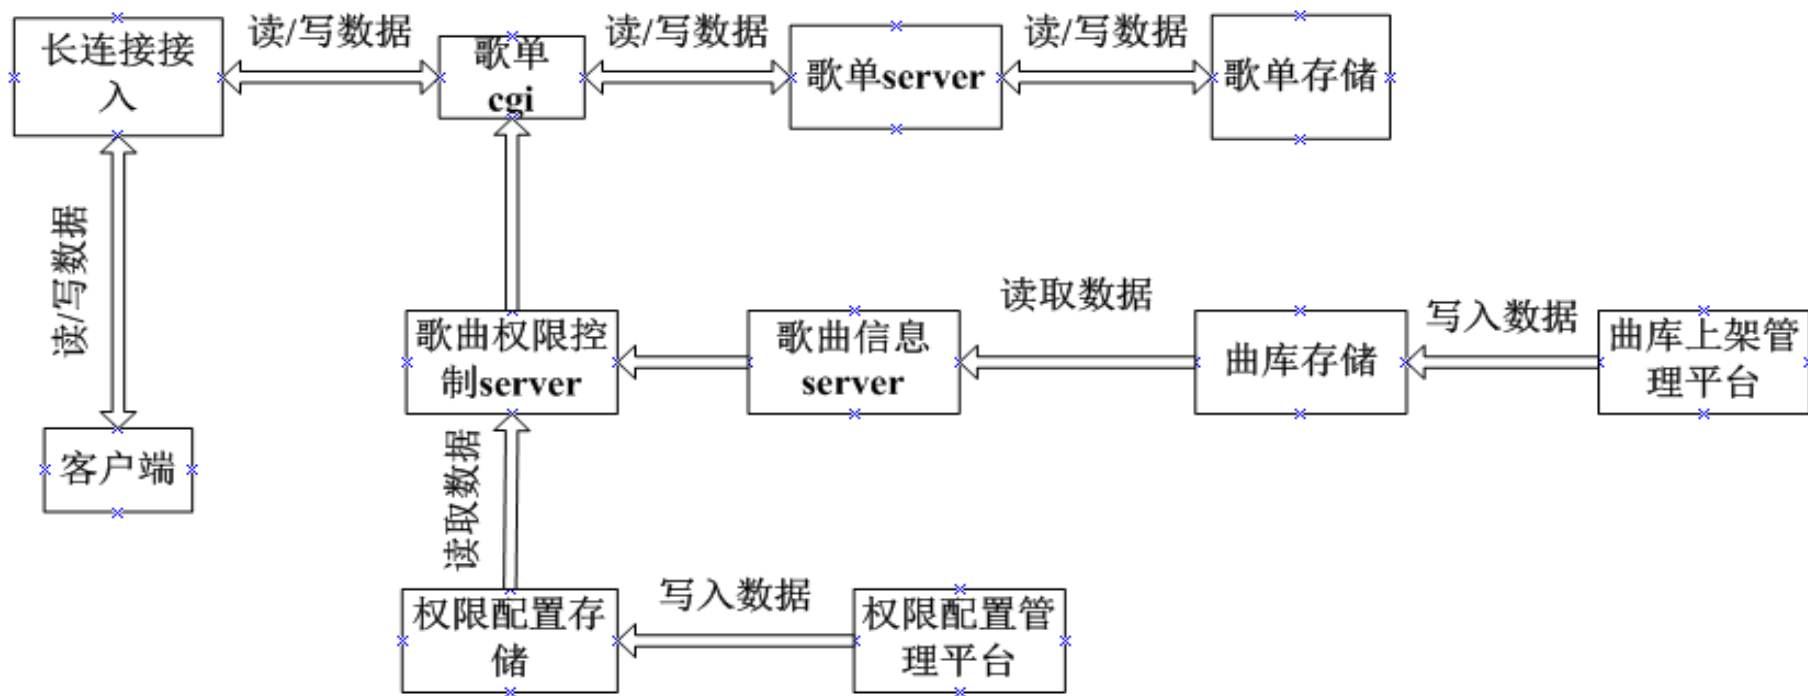 读/写数据
读/写数据
读/写数据
长连接接
入
歌单
cgi
歌单server
歌单存储
读/写数据
读取数据
写入数据
歌曲权限控
制server
歌曲信息
server
曲库存储
曲库上架管
理平台
客户端
读取数据
写入数据
权限配置存
储
权限配置管
理平台